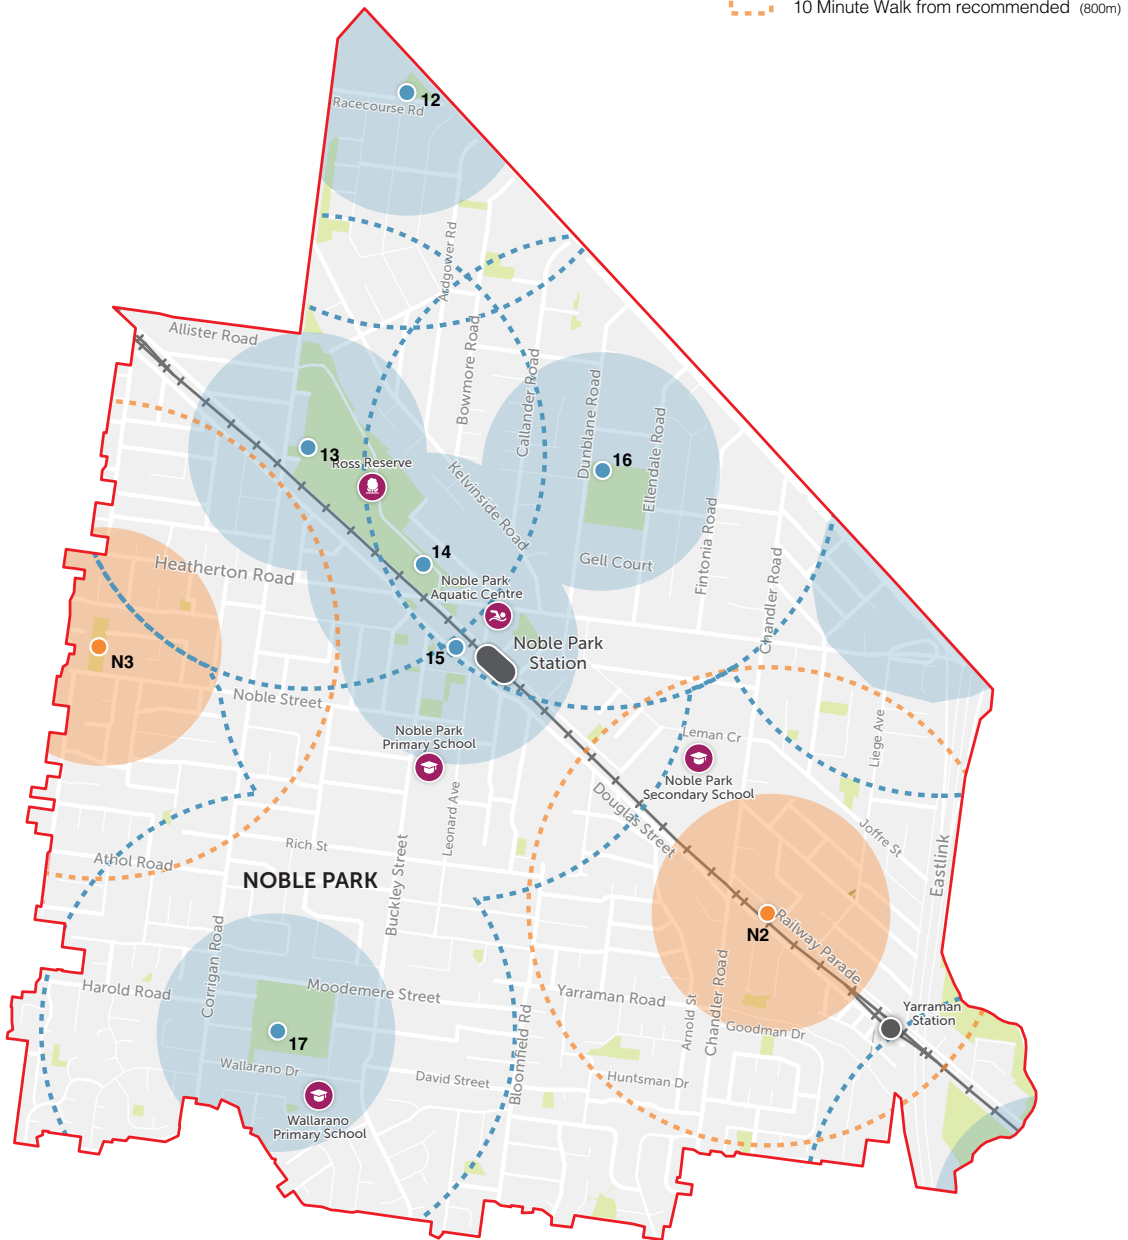 10 Minute Walk from recommended (800m)
12
Racecourse Rd
Ardgower Rd
Allister Road
Bowmore Road
Callander Road
Dunblane Road
Ellendale Road
13
Ross Reserve
16
Kelvinside Road
Fintonia Road
14
Gell Court
Chandler Road
Heatherton Road
Noble Park
Aquatic Centre
N3
15
Noble Park
Station
Noble Street
Noble Park
Primary School
Leman Cr
Liege Ave
Noble Park
Secondary School
Douglas Street
Leonard Ave
Joffre St
Rich St
Athol Road
Eastlink
NOBLE PARK
Buckley Street
N2
Railway Parade
Corrigan Road
Harold Road
Moodemere Street
Yarraman Road
Arnold St
Chandler Road
Yarraman
Station
Goodman Dr
17
Bloomfield Rd
Wallarano Dr
David Street
Huntsman Dr
Wallarano
Primary School